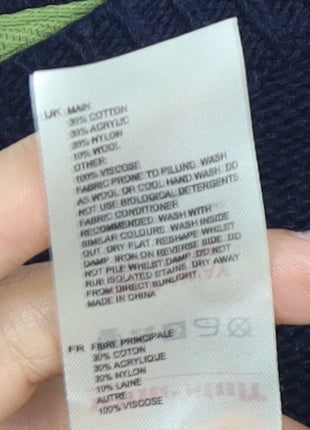 UK MAIN
30% COTTON
30% ACRYLIC
30% NYLON
10% WOOL
OTHER
100% VISCOSE
FABRIC PRONE TO PILLING. WASH
AS WOOL OR COOL HAND WASH. DO
NOT USE BIOLOGICAL DETERGENTS.
FABRIC CONDITIONER
RECOMMENDED. WASH WITH
SIMILAR COLOURS. WASH INSIDE
OUT. DRY FLAT. RESHAPE WHILST
DAMP. IRON ON REVERSE SIDE. DO
NOT PILE WHILST DAMP. DO NOT
RUB ISOLATED STAINS. DRY AWAY
FROM DIRECT SUNLIGHT.
MADE IN CHINA
FR FIBRE PRINCIPALE
30% COTON
30% ACRYLIQUE
30% NYLON
10% LAINE
AUTRE
100% VISCOSE